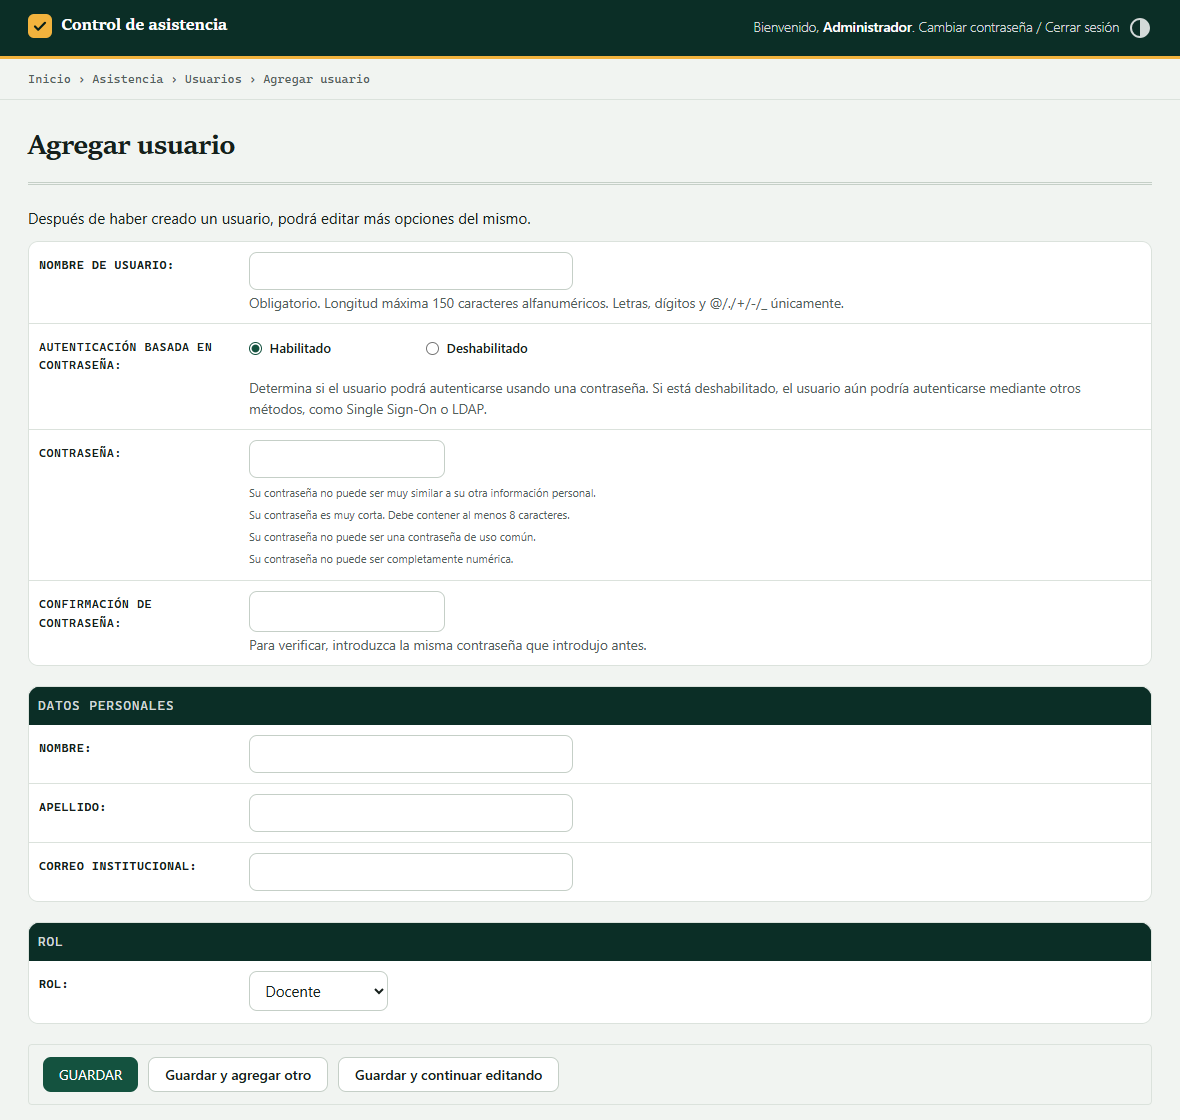 Control de asistencia
Bienvenido, Administrador. Cambiar contraseña / Cerrar sesión
Inicio › Asistencia › Usuarios › Agregar usuario
Agregar usuario
Después de haber creado un usuario, podrá editar más opciones del mismo.
NOMBRE DE USUARIO:
Obligatorio. Longitud máxima 150 caracteres alfanuméricos. Letras, dígitos y @/./+/-/_ únicamente.
AUTENTICACIÓN BASADA EN
CONTRASEÑA:
Habilitado
Deshabilitado
Determina si el usuario podrá autenticarse usando una contraseña. Si está deshabilitado, el usuario aún podría autenticarse mediante otros
métodos, como Single Sign-On o LDAP.
CONTRASEÑA:
Su contraseña no puede ser muy similar a su otra información personal.
Su contraseña es muy corta. Debe contener al menos 8 caracteres.
Su contraseña no puede ser una contraseña de uso común.
Su contraseña no puede ser completamente numérica.
CONFIRMACIÓN DE
CONTRASEÑA:
Para verificar, introduzca la misma contraseña que introdujo antes.
DATOS PERSONALES
NOMBRE:
APELLIDO:
CORREO INSTITUCIONAL:
ROL
ROL:
Docente
GUARDAR
Guardar y agregar otro
Guardar y continuar editando